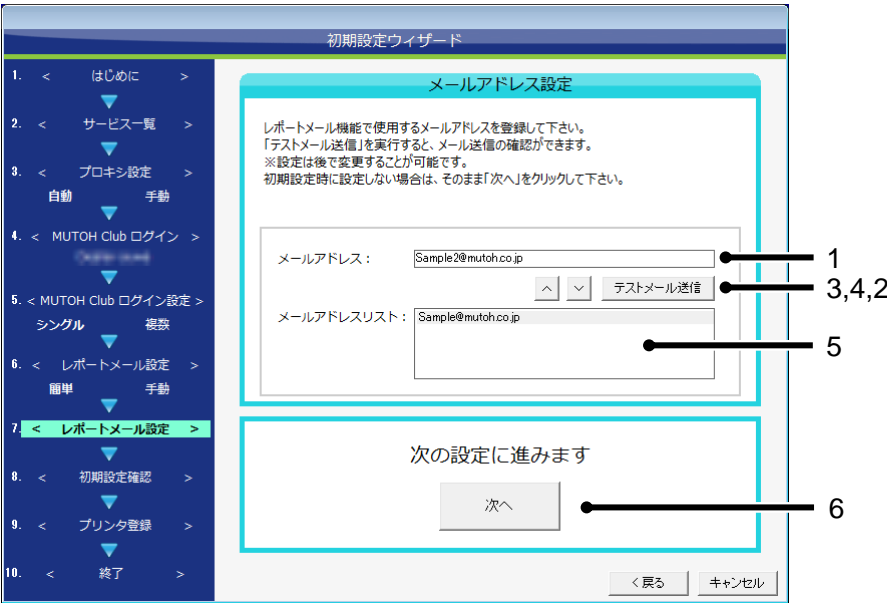 初期設定ウィザード
1. < はじめに >
2. < サービス一覧 >
3. < プロキシ設定 >
自動 手動
4. < MUTOH Club ログイン >
5. < MUTOH Club ログイン設定 >
シングル 複数
6. < レポートメール設定 >
簡単 手動
7. < レポートメール設定 >
8. < 初期設定確認 >
9. < プリンタ登録 >
10. < 終了 >
メールアドレス設定
レポートメール機能で使用するメールアドレスを登録して下さい。
「テストメール送信」を実行すると、メール送信の確認ができます。
※設定は後で変更することが可能です。
初期設定時に設定しない場合は、そのまま「次へ」をクリックして下さい。
メールアドレス： Sample2@mutoh.co.jp
1
テストメール送信
3,4,2
メールアドレスリスト： Sample@mutoh.co.jp
5
次の設定に進みます
次へ
6
<戻る キャンセル